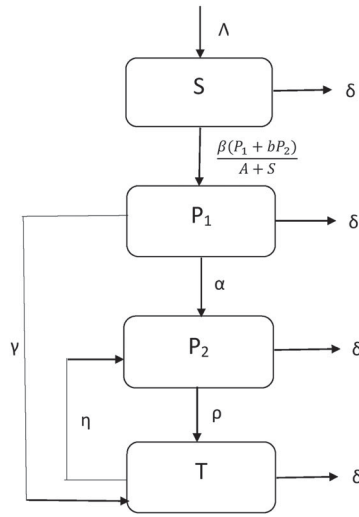 Λ
S
δ
β(P₁ + bP₂)
A + S
P₁
δ
α
P₂
δ
γ
η
ρ
T
δ